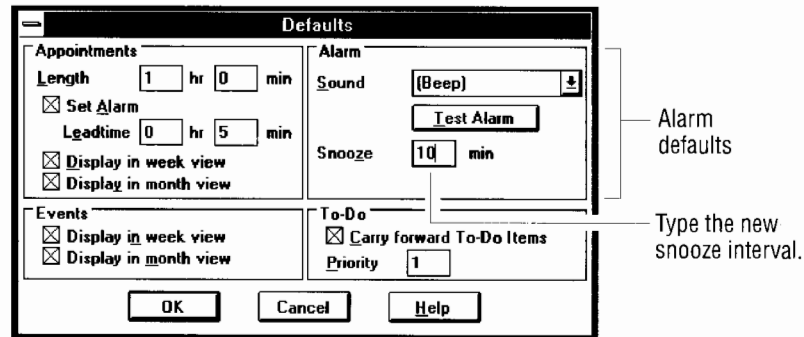 Defaults
Appointments
Length 1 hr 0 min
Set Alarm
Leadtime 0 hr 5 min
Display in week view
Display in month view
Alarm
Sound (Beep)
Test Alarm
Snooze 10 min
Events
Display in week view
Display in month view
To-Do
Carry forward To-Do Items
Priority 1
OK Cancel Help
Alarm
defaults
Type the new
snooze interval.